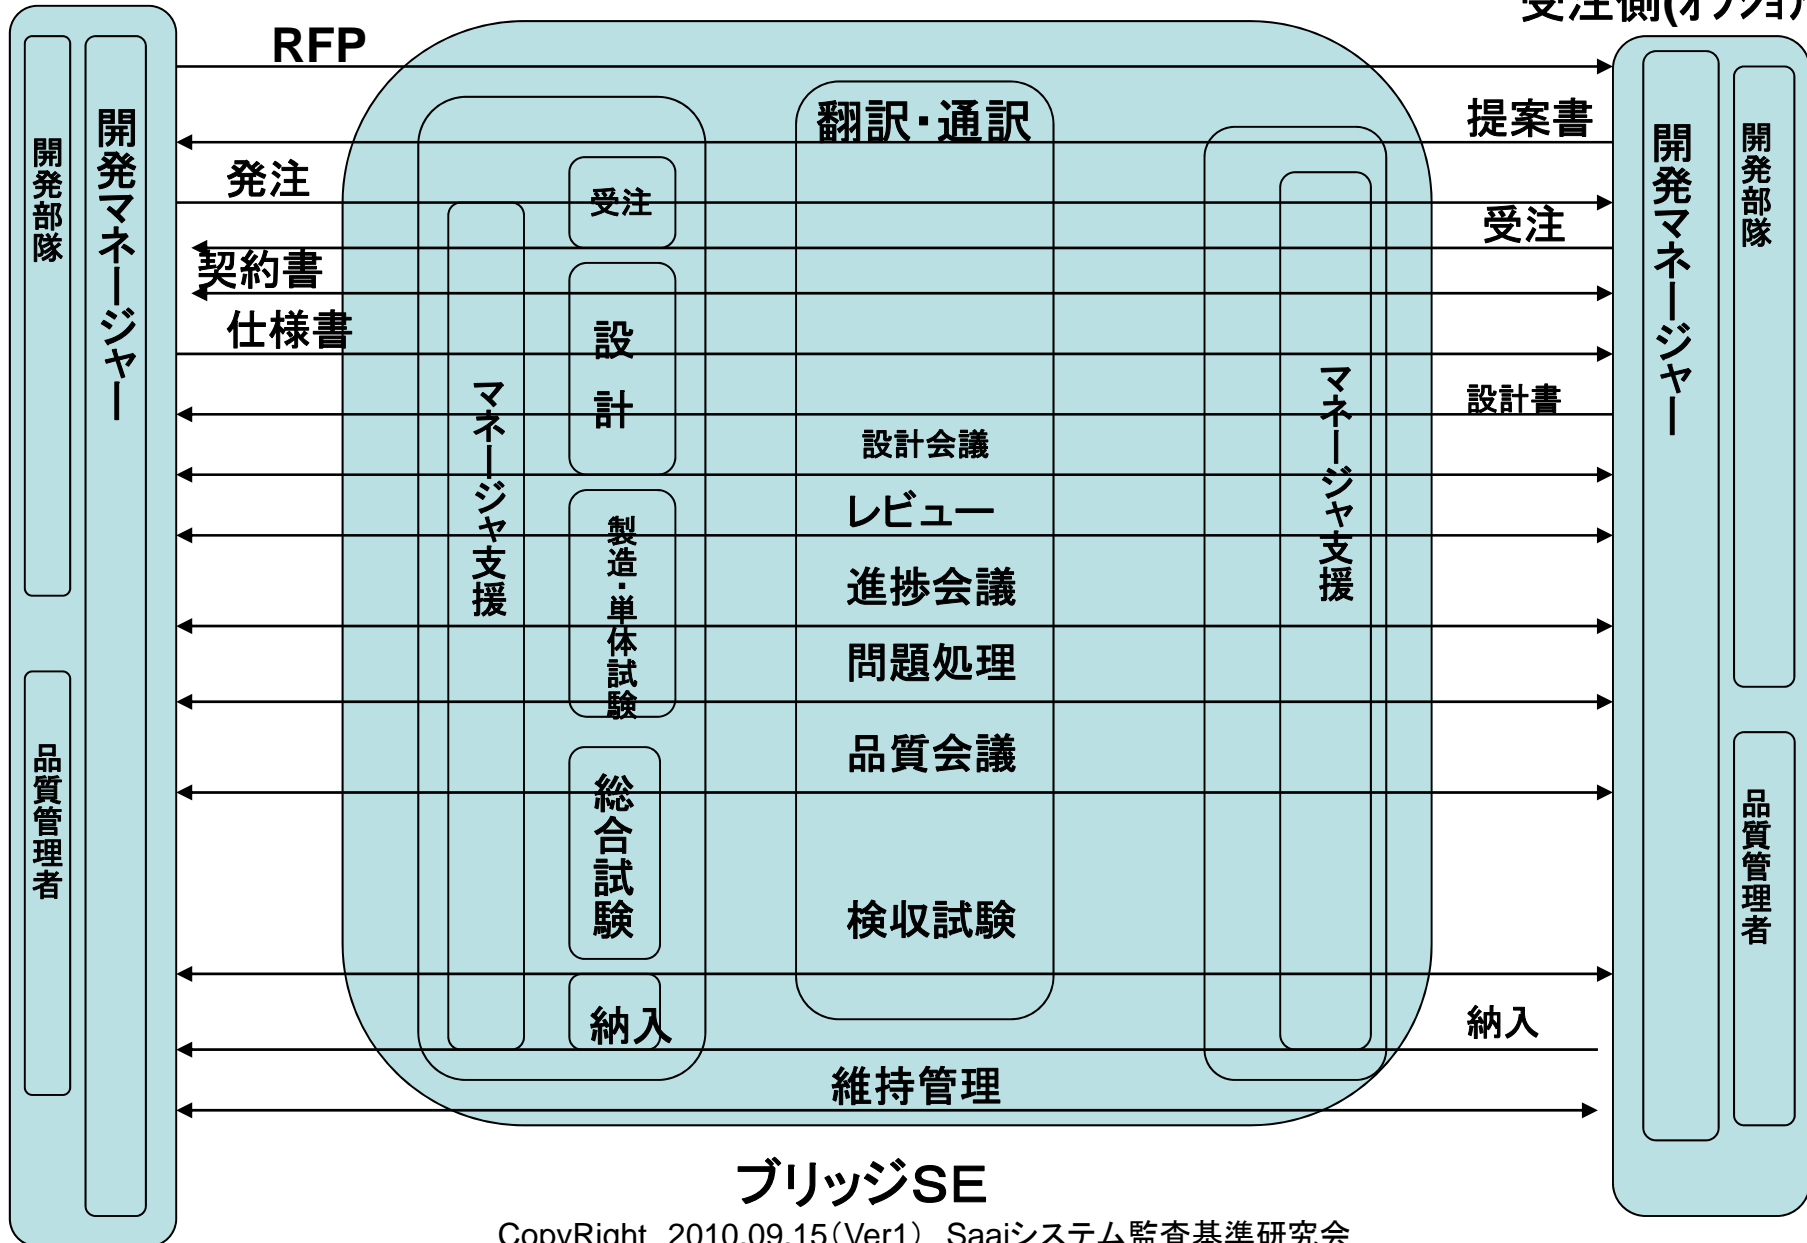 受注側(ｵﾌｼｮｱ
RFP
翻訳・通訳
提案書
発注
受注
受注
契約書
仕様書
設計
設計書
設計会議
レビュー
進捗会議
問題処理
品質会議
検収試験
製造・単体試験
総合試験
納入
納入
維持管理
開発部隊
開発マネージャー
品質管理者
マネージャ支援
マネージャ支援
開発マネージャー
開発部隊
品質管理者
ブリッジSE
CopyRight 2010.09.15（Ver1） Saajシステム監査基準研究会